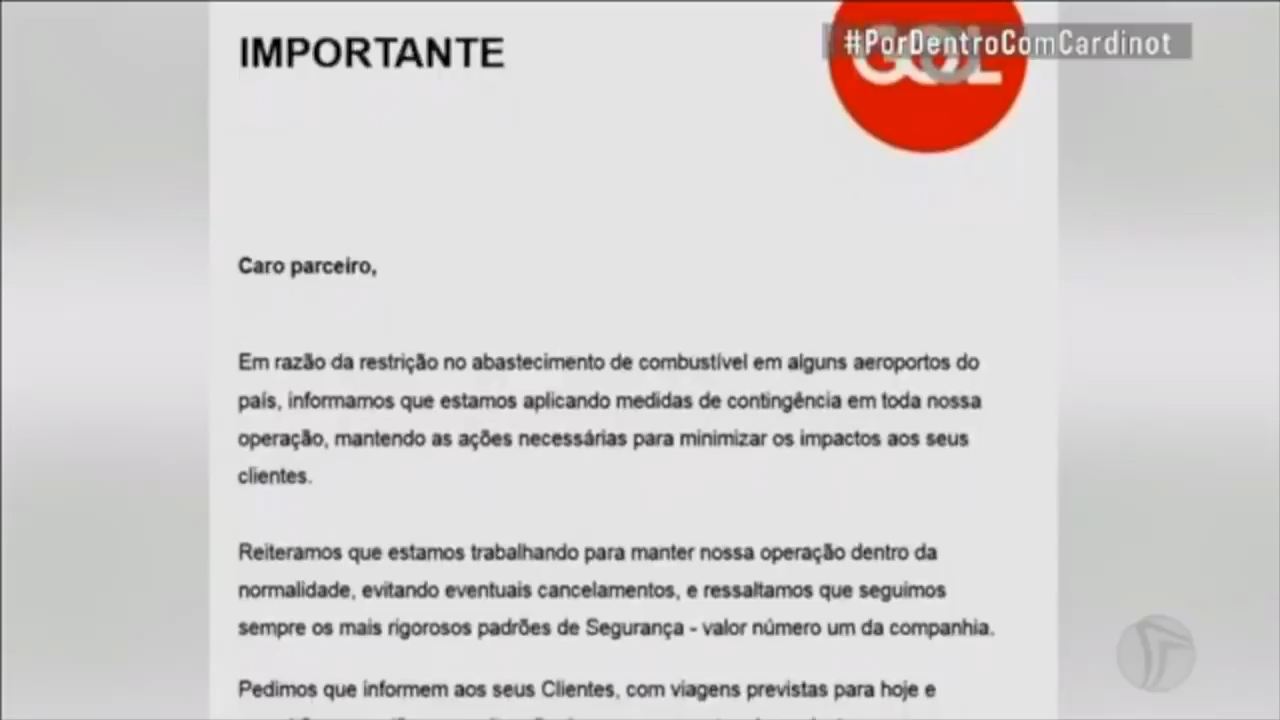 IMPORTANTE
#PorDentroComCardinot
GOL
Caro parceiro,
Em razão da restrição no abastecimento de combustível em alguns aeroportos do
país, informamos que estamos aplicando medidas de contingência em toda nossa
operação, mantendo as ações necessárias para minimizar os impactos aos seus
clientes.
Reiteramos que estamos trabalhando para manter nossa operação dentro da
normalidade, evitando eventuais cancelamentos, e ressaltamos que seguimos
sempre os mais rigorosos padrões de Segurança - valor número um da companhia.
Pedimos que informem aos seus Clientes, com viagens previstas para hoje e